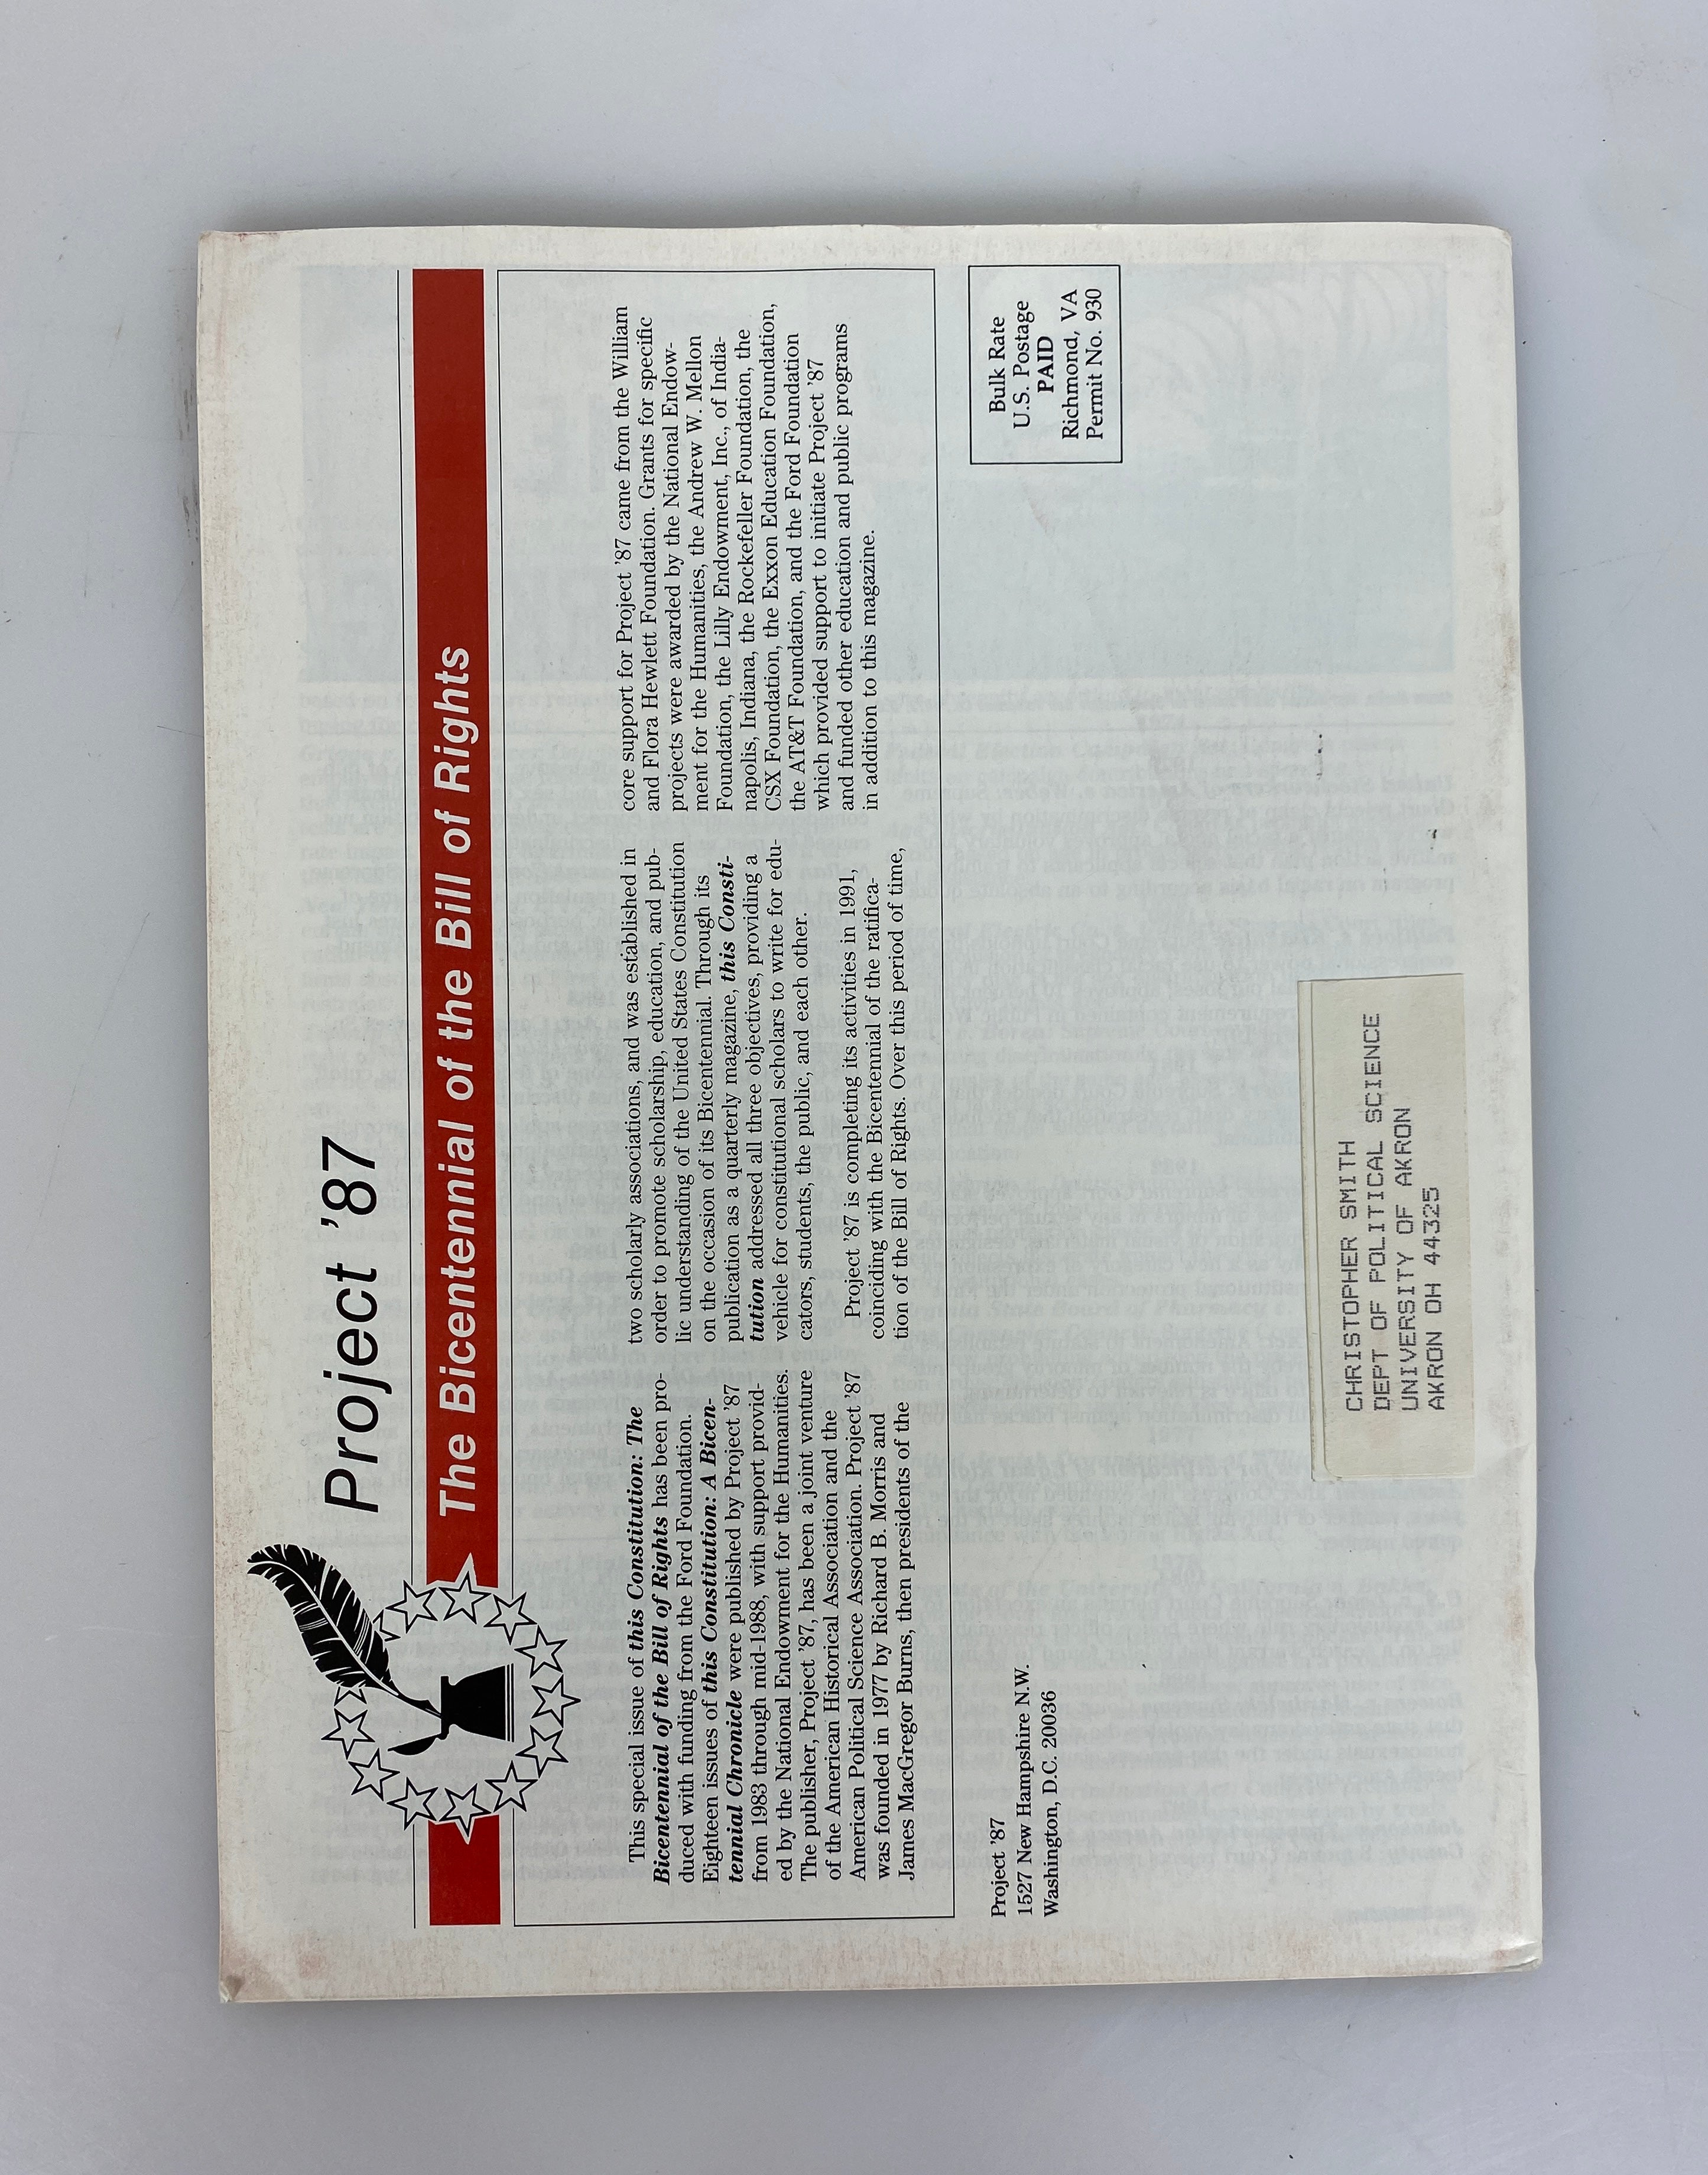 Project '87
The Bicentennial of the Bill of Rights
This special issue of this Constitution: The
Bicentennial of the Bill of Rights has been pro-
duced with funding from the Ford Foundation.
Eighteen issues of this Constitution: A Bicen-
tennial Chronicle were published by Project '87
from 1983 through mid-1988, with support provid-
ed by the National Endowment for the Humanities.
The publisher, Project '87, has been a joint venture
of the American Historical Association and the
American Political Science Association. Project '87
was founded in 1977 by Richard B. Morris and
James MacGregor Burns, then presidents of the
two scholarly associations, and was established in
order to promote scholarship, education, and pub-
lic understanding of the United States Constitution
on the occasion of its Bicentennial. Through its
publication as a quarterly magazine, this Consti-
tution addressed all three objectives, providing a
vehicle for constitutional scholars to write for edu-
cators, students, the public, and each other.
Project '87 is completing its activities in 1991,
coinciding with the Bicentennial of the ratifica-
tion of the Bill of Rights. Over this period of time,
core support for Project '87 came from the William
and Flora Hewlett Foundation. Grants for specific
projects were awarded by the National Endow-
ment for the Humanities, the Andrew W. Mellon
Foundation, the Lilly Endowment, Inc., of India-
napolis, Indiana, the Rockefeller Foundation, the
CSX Foundation, the Exxon Education Foundation,
the AT&T Foundation, and the Ford Foundation
which provided support to initiate Project '87
and funded other education and public programs
in addition to this magazine.
Project '87
1527 New Hampshire N.W.
Washington, D.C. 20036
Bulk Rate
U.S. Postage
PAID
Richmond, VA
Permit No. 930
CHRISTOPHER SMITH
DEPT OF POLITICAL SCIENCE
UNIVERSITY OF AKRON
AKRON OH 44325